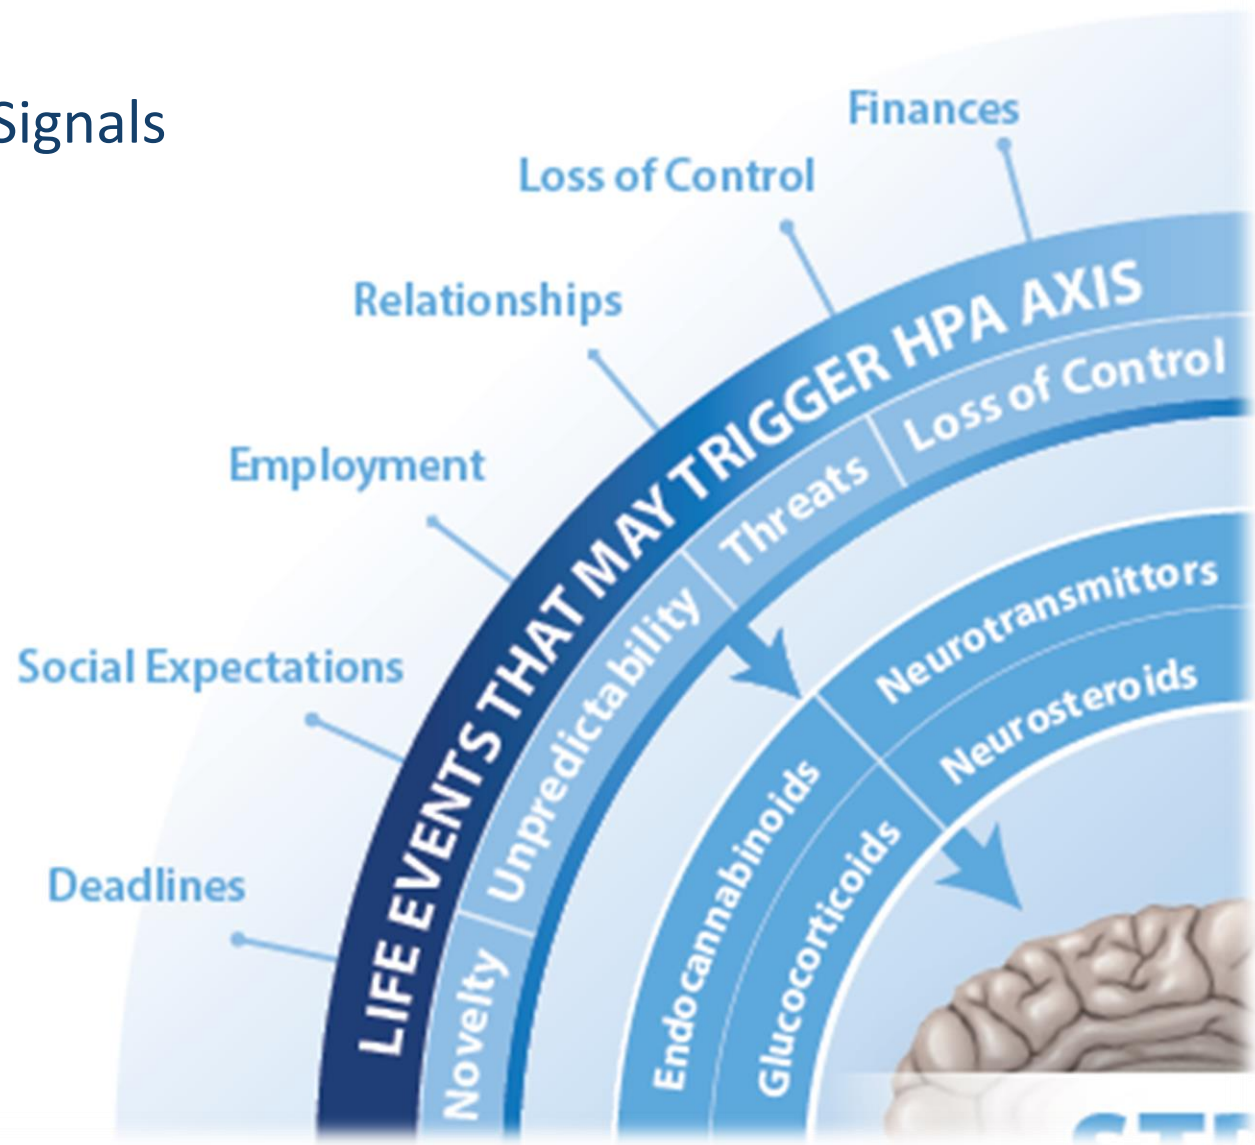 Signals
Finances
Loss of Control
Relationships
Employment
Social Expectations
Deadlines
LIFE EVENTS THAT MAY TRIGGER HPA AXIS
Novelty
Unpredictability
Threats
Loss of Control
Endocannabinoids
Neurotransmittors
Glucocorticoids
Neurosteroids